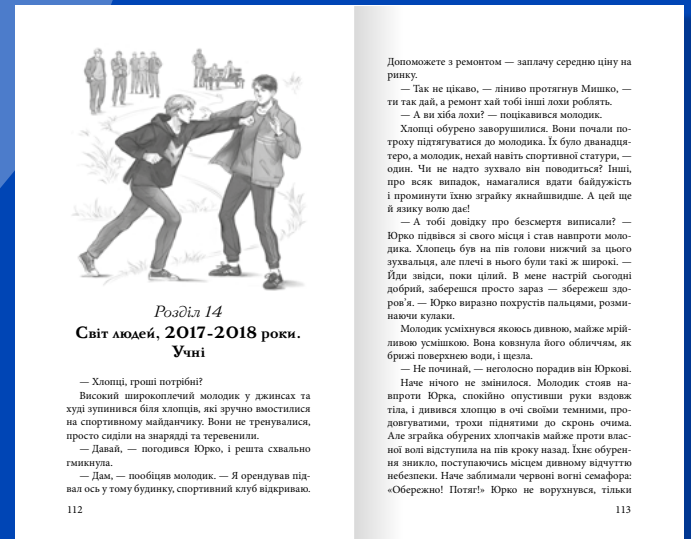 Розділ 14
Світ людей, 2017-2018 роки.
Учні
— Хлопці, гроші потрібні?
Високий широкоплечий молодик у джинсах та
худі зупинився біля хлопців, які зручно вмостилися
на спортивному майданчику. Вони не тренувалися,
просто сиділи на знарядді та теревенили.
— Давай, — погодився Юрко, і решта схвально
гмикнула.
— Дам, — пообіцяв молодик. — Я орендував під-
вал ось у тому будинку, спортивний клуб відкриваю.
112
Допоможете з ремонтом — заплачу середню ціну на
ринку.
— Так не цікаво, — ліниво протягнув Мишко, —
ти так дай, а ремонт хай тобі інші лохи роблять.
— А ви хіба лохи? — поцікавився молодик.
Хлопці обурено заворушилися. Вони почали по-
троху підтягуватися до молодика. Їх було дванадця-
теро, а молодик, нехай навіть спортивної статури, —
один. Чи не надто зухвало він поводиться? Інші,
про всяк випадок, намагалися вдати байдужість
і проминути їхню зграйку якнайшвидше. А цей ще
й язику волю дає!
— А тобі довідку про безсмертя виписали? —
Юрко підвівся зі свого місця і став навпроти моло-
дика. Хлопець був на пів голови нижчий за цього
зухвальця, але плечі в нього були такі ж широкі. —
Йди звідси, поки цілий. В мене настрій сьогодні
добрий, заберешся просто зараз — збережеш здо-
ров’я. — Юрко виразно похрустів пальцями, розми-
наючи кулаки.
Молодик усміхнувся якоюсь дивною, майже мрій-
ливою усмішкою. Вона ковзнула його обличчям, як
брижі поверхнею води, і щезла.
— Не починай, — неголосно порадив він Юркові.
Наче нічого не змінилося. Молодик стояв на-
впроти Юрка, спокійно опустивши руки вздовж
тіла, і дивився хлопцю в очі своїми темними, про-
довгуватими, трохи піднятими до скронь очима.
Але зграйка обурених хлопчаків майже проти влас-
ної волі відступила на пів кроку назад. Їхнє обурен-
ня зникло, поступаючись місцем дивному відчуттю
небезпеки. Наче заблимали червоні вогні семафора:
«Обережно! Потяг!» Юрко не ворухнувся, тільки
113